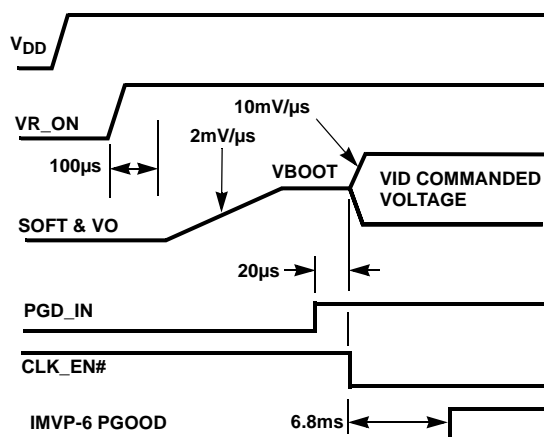 VDD
10mV/µs
VR_ON
2mV/µs
100µs
VBOOT
VID COMMANDED
VOLTAGE
SOFT & VO
20µs
PGD_IN
CLK_EN#
IMVP-6 PGOOD
6.8ms